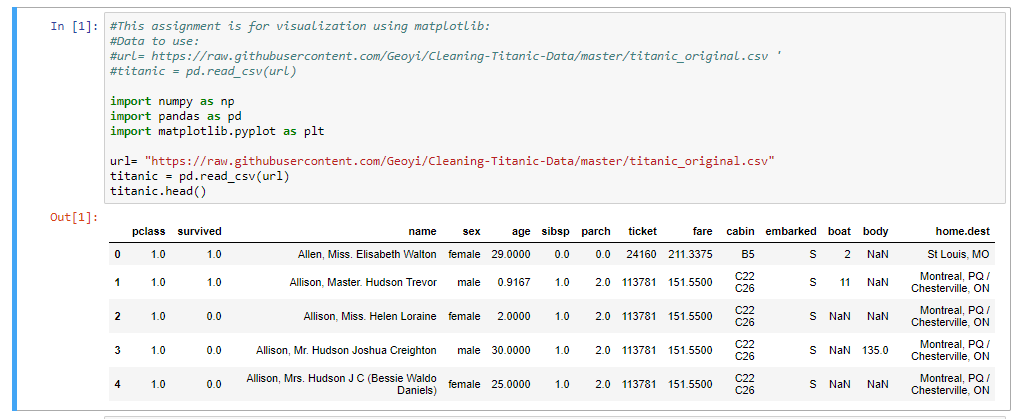 In [1]: #This assignment is for visualization using matplotlib:
#Data to use:
#url= https://raw.githubusercontent.com/Geoyi/Cleaning-Titanic-Data/master/titanic_original.csv '
#titanic = pd.read_csv(url)
import numpy as np
import pandas as pd
import matplotlib.pyplot as plt
url= "https://raw.githubusercontent.com/Geoyi/Cleaning-Titanic-Data/master/titanic_original.csv"
titanic = pd.read_csv(url)
titanic.head()
Out[1]:
pclass survived name sex age sibsp parch ticket fare cabin embarked boat body home.dest
0 1.0 1.0 Allen, Miss. Elisabeth Walton female 29.0000 0.0 0.0 24160 211.3375 B5 S 2 NaN St Louis, MO
1 1.0 1.0 Allison, Master. Hudson Trevor male 0.9167 1.0 2.0 113781 151.5500 C22 C26 S 11 NaN Montreal, PQ / Chesterville, ON
2 1.0 0.0 Allison, Miss. Helen Loraine female 2.0000 1.0 2.0 113781 151.5500 C22 C26 S NaN NaN Montreal, PQ / Chesterville, ON
3 1.0 0.0 Allison, Mr. Hudson Joshua Creighton male 30.0000 1.0 2.0 113781 151.5500 C22 C26 S NaN 135.0 Montreal, PQ / Chesterville, ON
4 1.0 0.0 Allison, Mrs. Hudson J C (Bessie Waldo Daniels) female 25.0000 1.0 2.0 113781 151.5500 C22 C26 S NaN NaN Montreal, PQ / Chesterville, ON